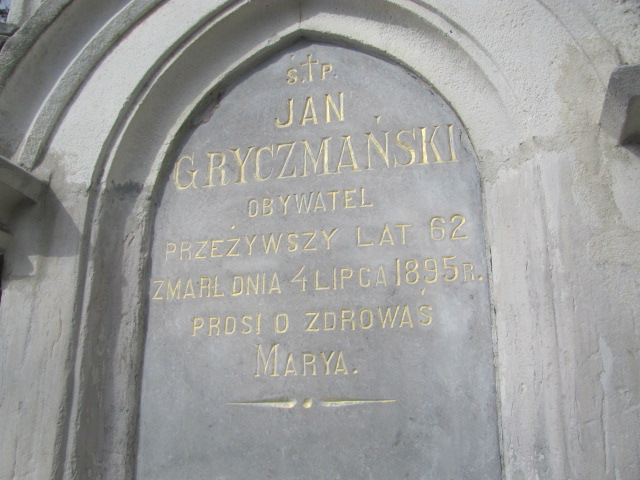 Ś.†P.
JAN
GRYCZMAŃSKI
OBYWATEL
PRZEŻYWSZY LAT 62
ZMARŁ DNIA 4 LIPCA 1895 R.
PROSI O ZDROWAŚ
MARYA.